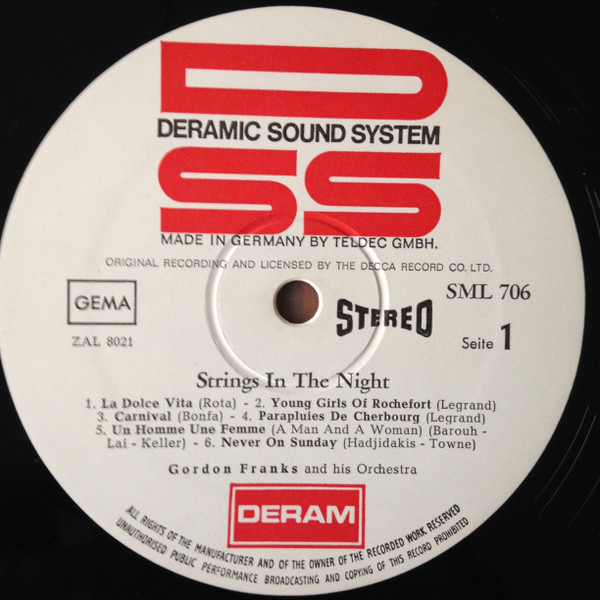 D
DERAMIC SOUND SYSTEM
SS
MADE IN GERMANY BY TELDEC GMBH.
ORIGINAL RECORDING AND LICENSED BY THE DECCA RECORD CO. LTD.
GEMA
ZAL 8021
STEREO
SML 706
Seite 1
Strings In The Night
1. La Dolce Vita (Rota) - 2. Young Girls Of Rochefort (Legrand)
3. Carnival (Bonfa) - 4. Parapluies De Cherbourg (Legrand)
5. Un Homme Une Femme (A Man And A Woman) (Barouh -
Lai - Keller) - 6. Never On Sunday (Hadjidakis - Towne)
Gordon Franks and his Orchestra
DERAM
ALL RIGHTS OF THE MANUFACTURER AND OF THE OWNER OF THE RECORDED WORK RESERVED
UNAUTHORISED PUBLIC PERFORMANCE BROADCASTING AND COPYING OF THIS RECORD PROHIBITED